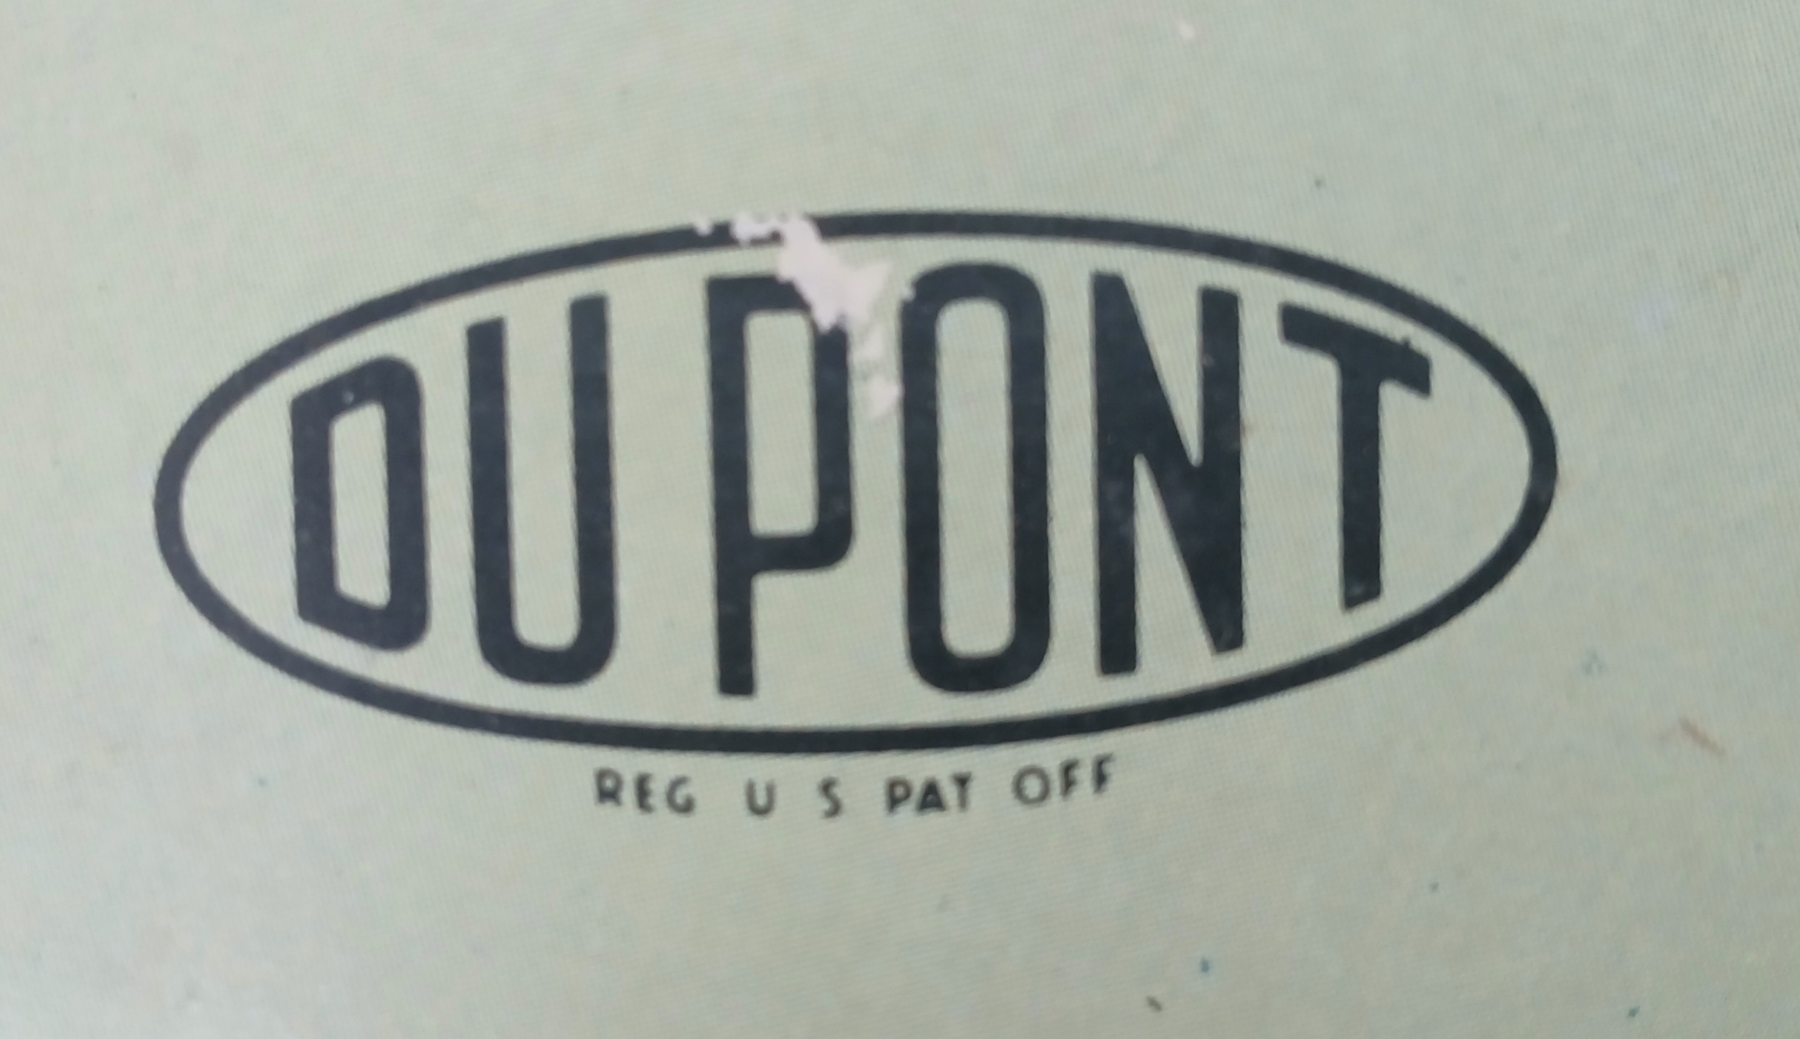 DU PONT
REG U S PAT OFF